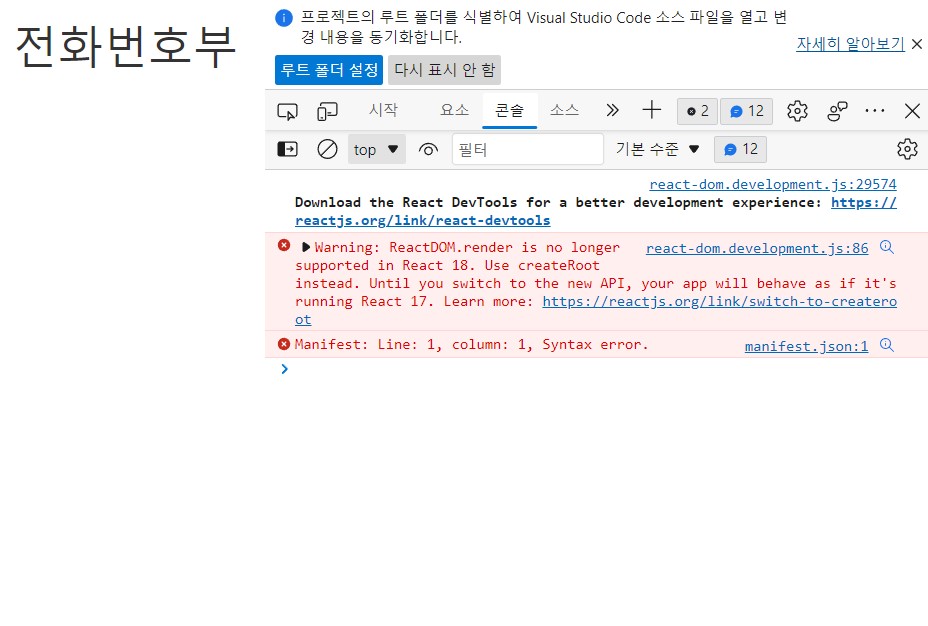 전화번호부
프로젝트의 루트 폴더를 식별하여 Visual Studio Code 소스 파일을 열고 변
경 내용을 동기화합니다.
자세히 알아보기
루트 폴더 설정 다시 표시 안 함
시작 요소 콘솔 소스 2 12
top 필터 기본 수준 12
react-dom.development.js:29574
Download the React DevTools for a better development experience: https://
reactjs.org/link/react-devtools
Warning: ReactDOM.render is no longer react-dom.development.js:86
supported in React 18. Use createRoot
instead. Until you switch to the new API, your app will behave as if it's
running React 17. Learn more: https://reactjs.org/link/switch-to-createro
ot
Manifest: Line: 1, column: 1, Syntax error. manifest.json:1